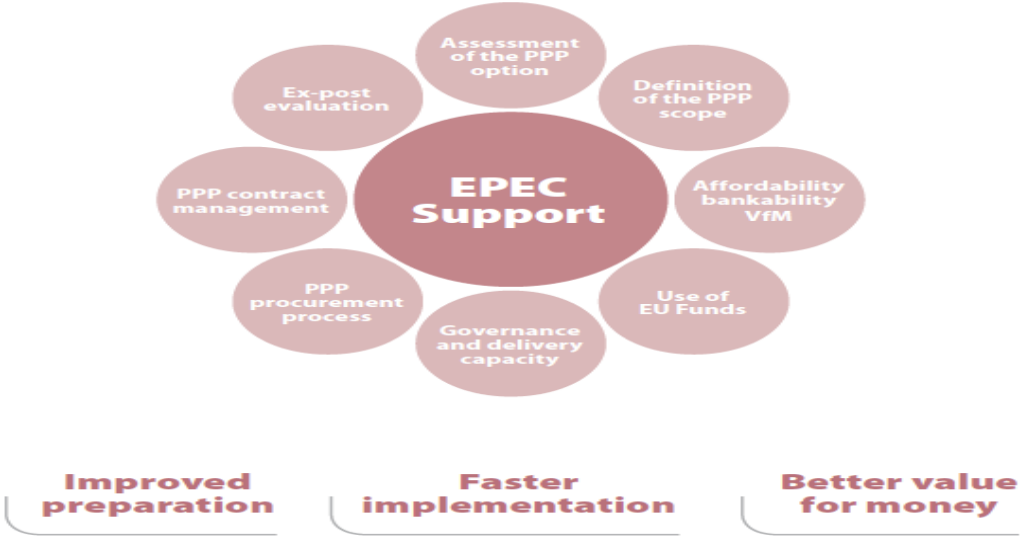 Assessment
of the PPP
option
Definition
of the PPP
scope
Affordability
bankability
VfM
Use of
EU Funds
Governance
and delivery
capacity
PPP
procurement
process
PPP contract
management
Ex-post
evaluation
EPEC
Support
Improved
preparation
Faster
implementation
Better value
for money